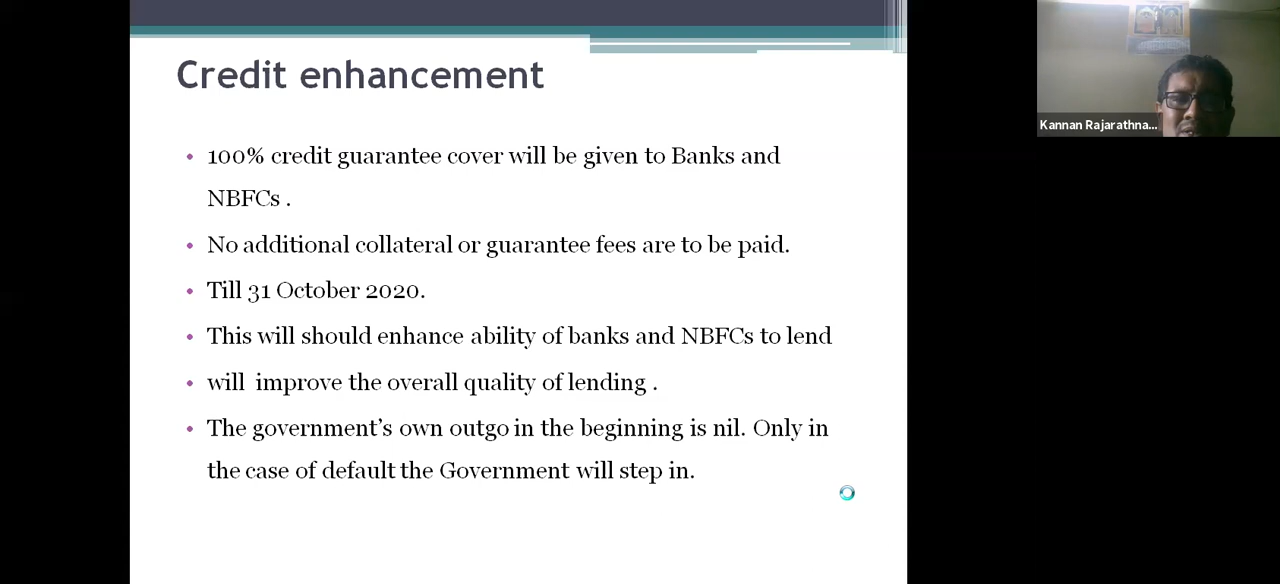 Credit enhancement
• 100% credit guarantee cover will be given to Banks and
NBFCs .
• No additional collateral or guarantee fees are to be paid.
• Till 31 October 2020.
• This will should enhance ability of banks and NBFCs to lend
• will improve the overall quality of lending .
• The government's own outgo in the beginning is nil. Only in
the case of default the Government will step in.
Kannan Rajarathna...